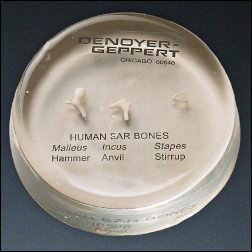 DENOYER-
GEPPERT
CHICAGO 60640
HUMAN EAR BONES
Malleus Incus Stapes
Hammer Anvil Stirrup